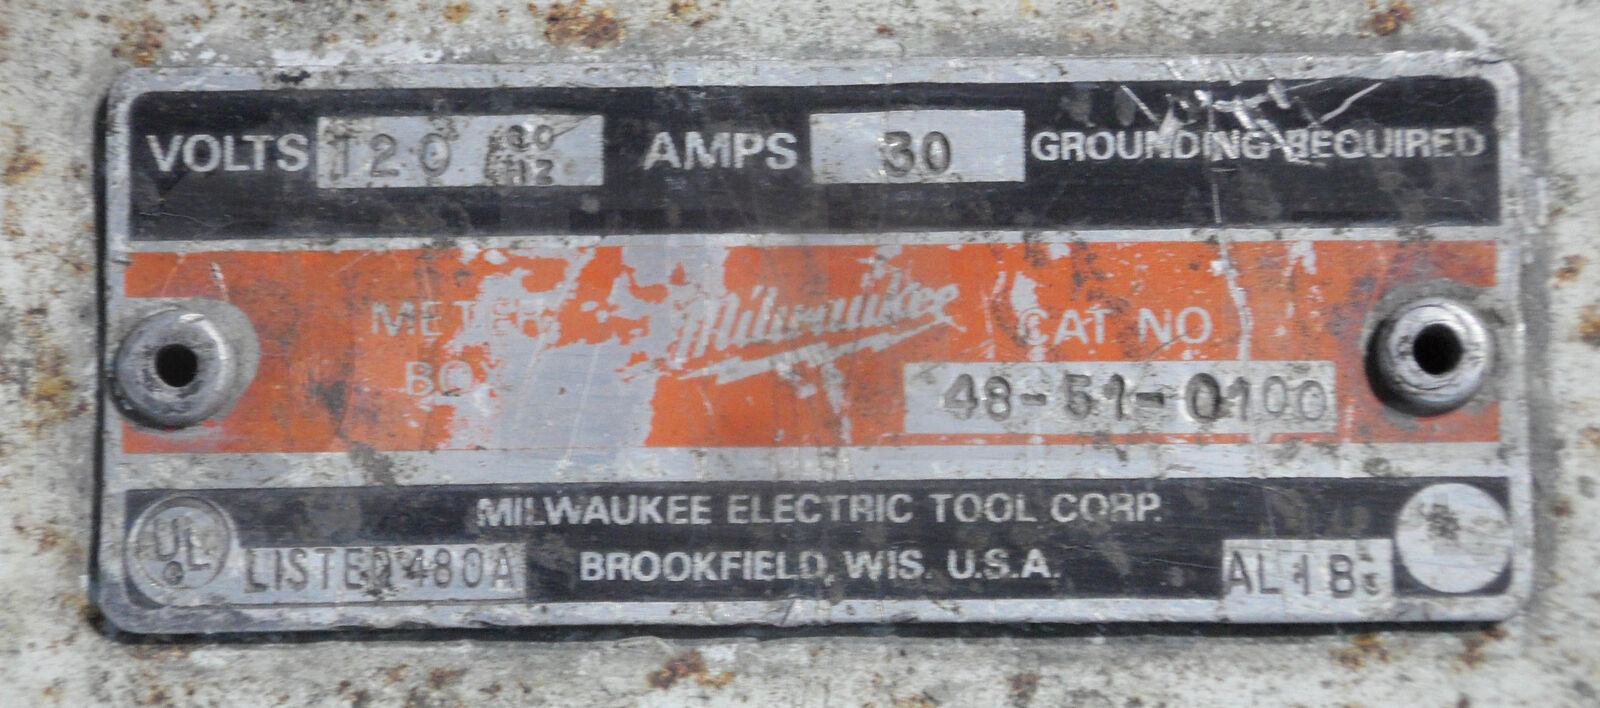 VOLTS 120 60 HZ AMPS 30 GROUNDING REQUIRED
METER BOX
Milwaukee
CAT NO
48-51-0100
MILWAUKEE ELECTRIC TOOL CORP.
BROOKFIELD, WIS. U.S.A.
UL LISTED 480A
AL 18